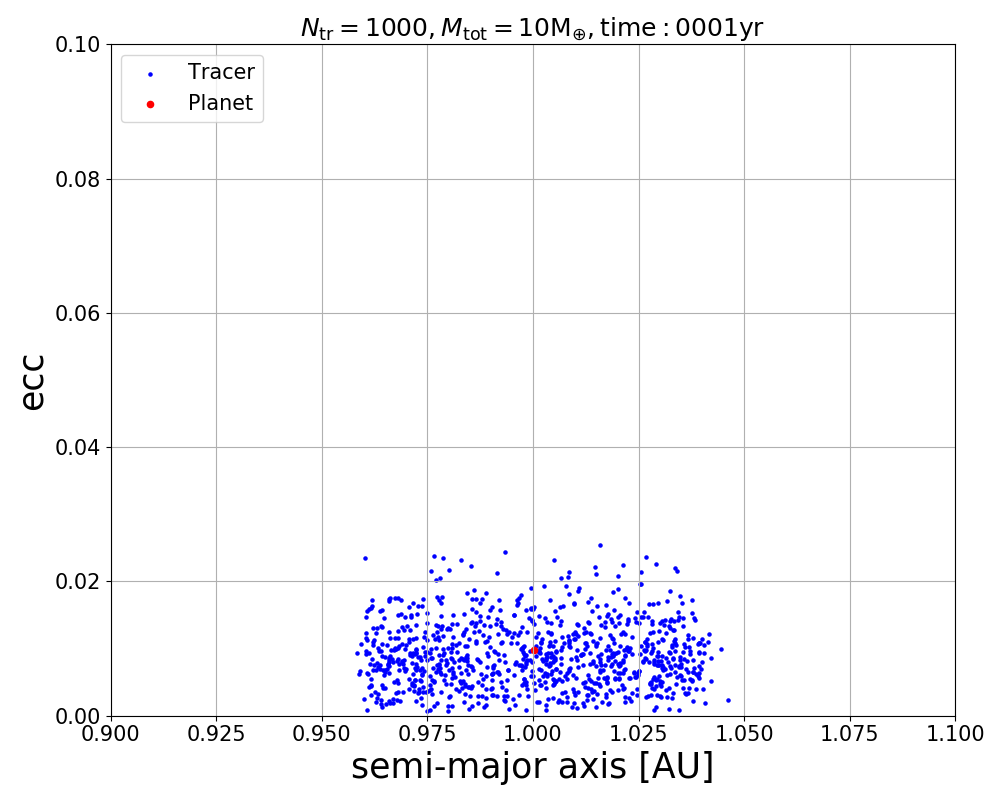 N_tr = 1000, M_tot = 10M_⊕, time : 0001yr
Tracer
Planet
0.10
0.08
0.06
0.04
0.02
0.00
ecc
0.900 0.925 0.950 0.975 1.000 1.025 1.050 1.075 1.100
semi-major axis [AU]